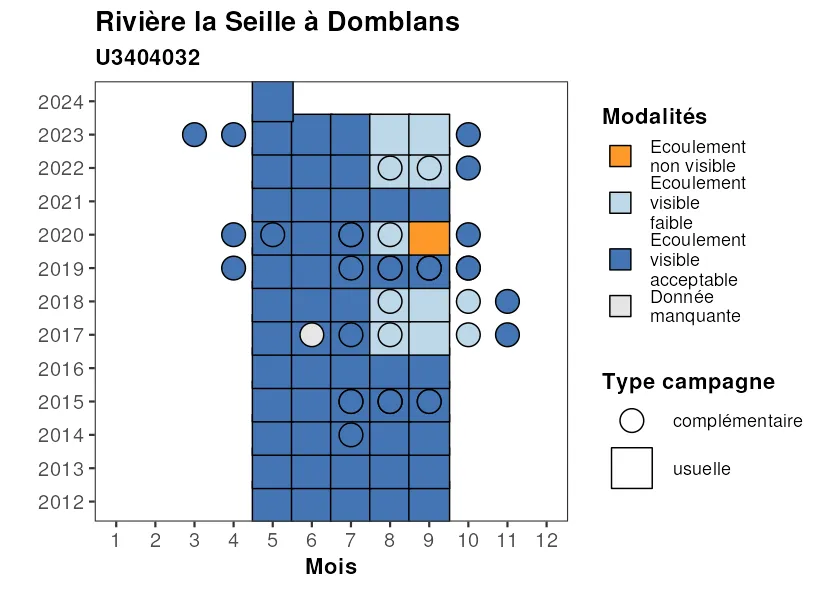 Rivière la Seille à Domblans
U3404032
2024
2023
2022
2021
2020
2019
2018
2017
2016
2015
2014
2013
2012
1 2 3 4 5 6 7 8 9 10 11 12
Mois
Modalités
Ecoulement
non visible
Ecoulement
visible
faible
Ecoulement
visible
acceptable
Donnée
manquante
Type campagne
complémentaire
usuelle